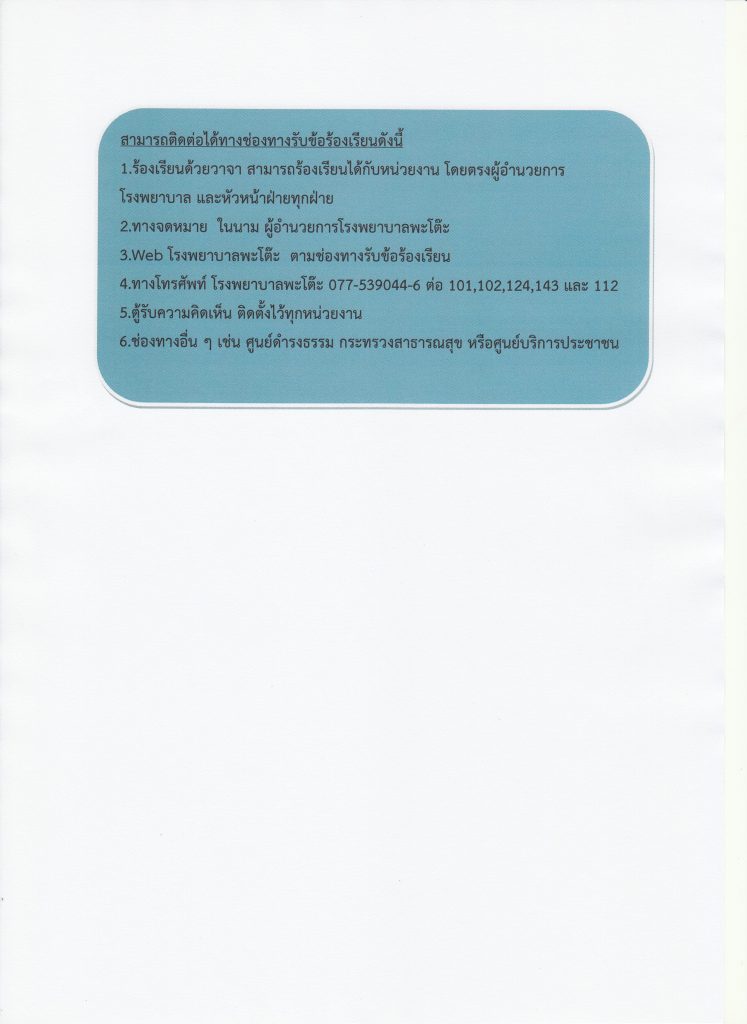 สามารถติดต่อได้ทางช่องทางรับข้อร้องเรียนดังนี้
1.ร้องเรียนด้วยวาจา สามารถร้องเรียนได้กับหน่วยงาน โดยตรงผู้อำนวยการ
โรงพยาบาล และหัวหน้าฝ่ายทุกฝ่าย
2.ทางจดหมาย ในนาม ผู้อำนวยการโรงพยาบาลพะโต๊ะ
3.Web โรงพยาบาลพะโต๊ะ ตามช่องทางรับข้อร้องเรียน
4.ทางโทรศัพท์ โรงพยาบาลพะโต๊ะ 077-539044-6 ต่อ 101,102,124,143 และ 112
5.ตู้รับความคิดเห็น ติดตั้งไว้ทุกหน่วยงาน
6.ช่องทางอื่น ๆ เช่น ศูนย์ดำรงธรรม กระทรวงสาธารณสุข หรือศูนย์บริการประชาชน